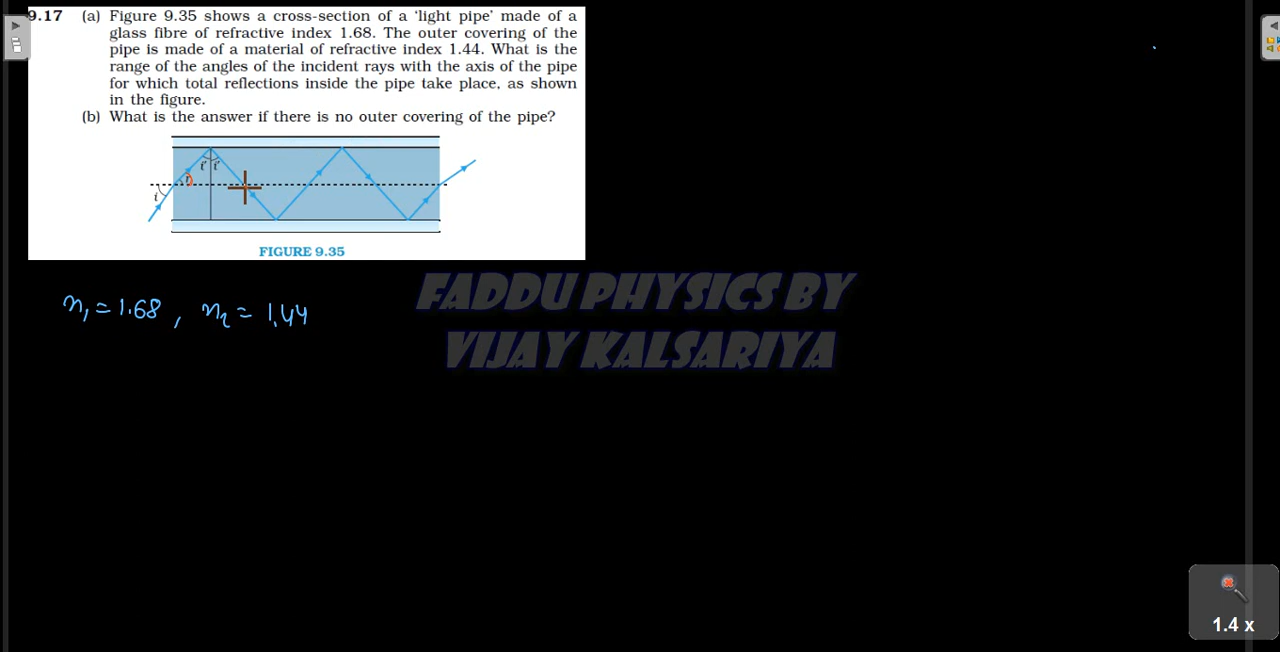 9.17 (a) Figure 9.35 shows a cross-section of a ‘light pipe’ made of a
glass fibre of refractive index 1.68. The outer covering of the
pipe is made of a material of refractive index 1.44. What is the
range of the angles of the incident rays with the axis of the pipe
for which total reflections inside the pipe take place, as shown
in the figure.
(b) What is the answer if there is no outer covering of the pipe?
i' i'
r
i
FIGURE 9.35
n₁ = 1.68 , n₂ = 1.44
FADDU PHYSICS BY
VIJAY KALSARIYA
1.4 x